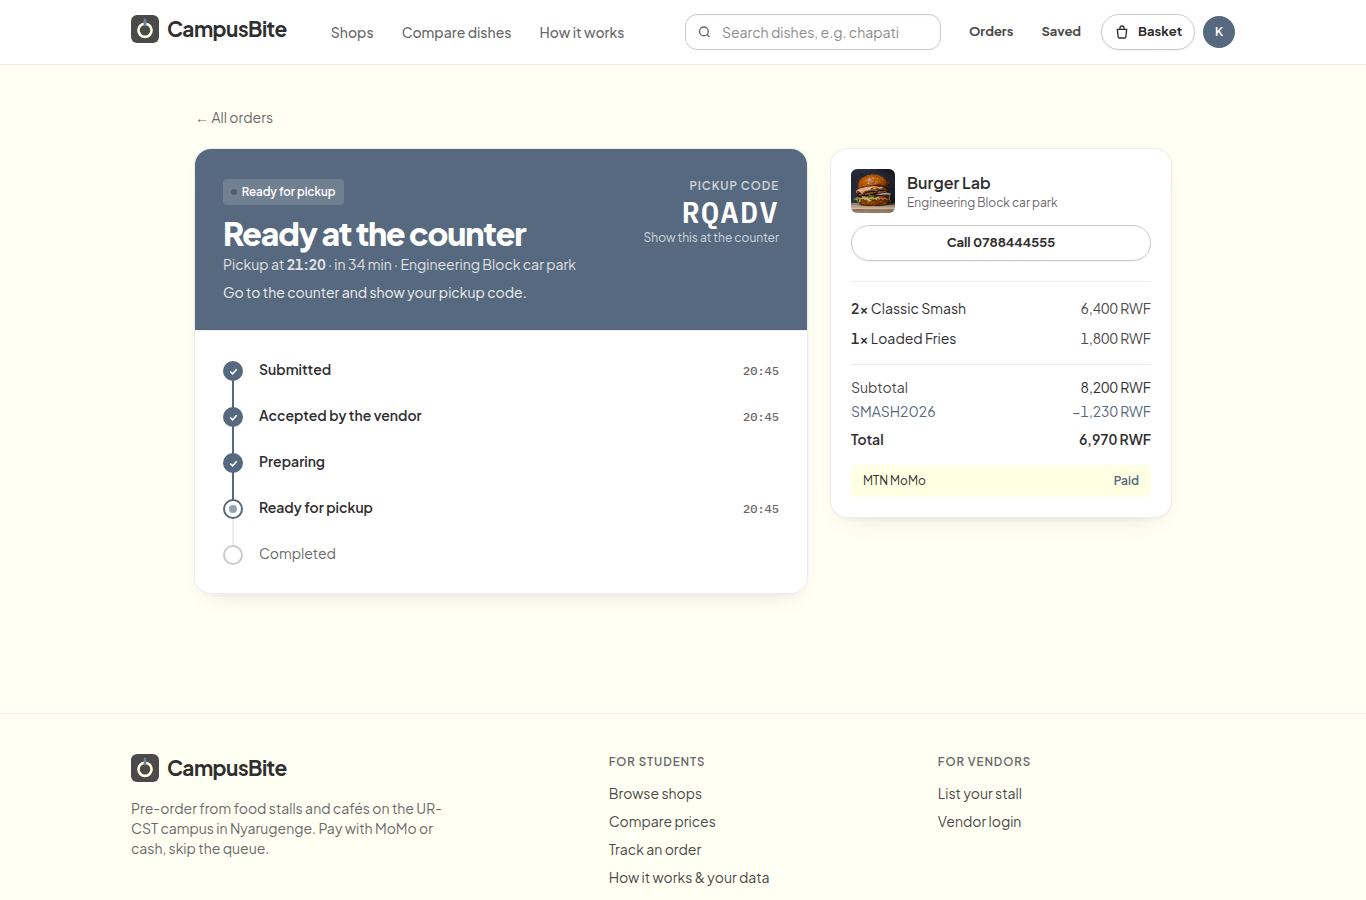 CampusBite
Shops
Compare dishes
How it works
Search dishes, e.g. chapati
Orders
Saved
Basket
K
← All orders
Ready for pickup
Ready at the counter
Pickup at 21:20 · in 34 min · Engineering Block car park
Go to the counter and show your pickup code.
PICKUP CODE
RQADV
Show this at the counter
Submitted 20:45
Accepted by the vendor 20:45
Preparing
Ready for pickup 20:45
Completed
Burger Lab
Engineering Block car park
Call 0788444555
2× Classic Smash 6,400 RWF
1× Loaded Fries 1,800 RWF
Subtotal 8,200 RWF
SMASH2026 −1,230 RWF
Total 6,970 RWF
MTN MoMo Paid
CampusBite
Pre-order from food stalls and cafés on the UR-
CST campus in Nyarugenge. Pay with MoMo or
cash, skip the queue.
FOR STUDENTS
Browse shops
Compare prices
Track an order
How it works & your data
FOR VENDORS
List your stall
Vendor login